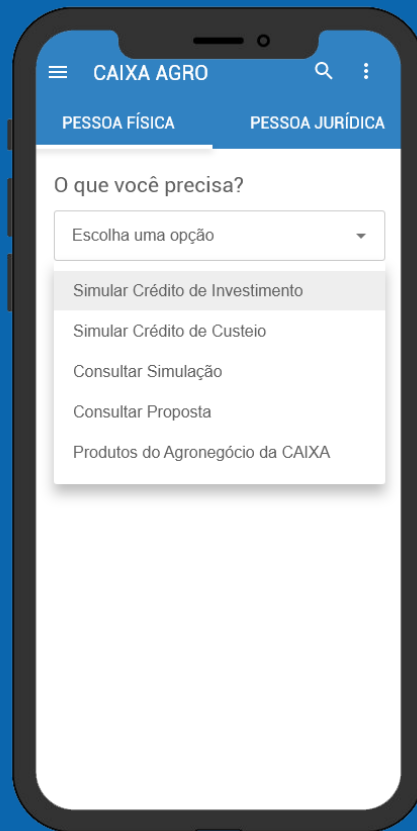 CAIXA AGRO
PESSOA FÍSICA
PESSOA JURÍDICA
O que você precisa?
Escolha uma opção
Simular Crédito de Investimento
Simular Crédito de Custeio
Consultar Simulação
Consultar Proposta
Produtos do Agronegócio da CAIXA